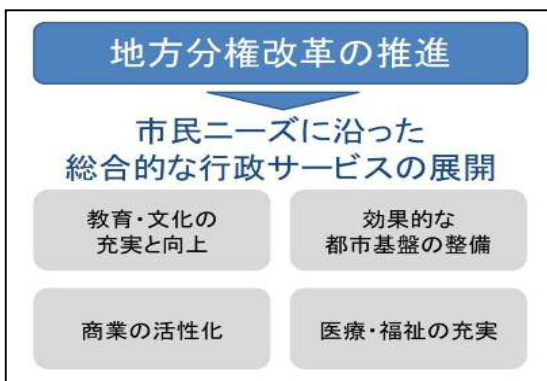 地方分権改革の推進
市民ニーズに沿った
総合的な行政サービスの展開
教育・文化の
充実と向上
効果的な
都市基盤の整備
商業の活性化
医療・福祉の充実